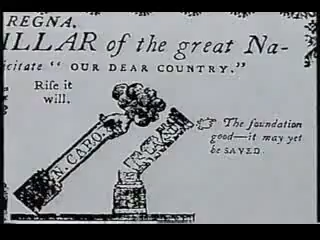 REGNA.
ILLAR of the great Na-
icitate “ OUR DEAR COUNTRY.”
Rise it
will.
N. CARO
☞ The foundation
good—it may yet
be SAVED.